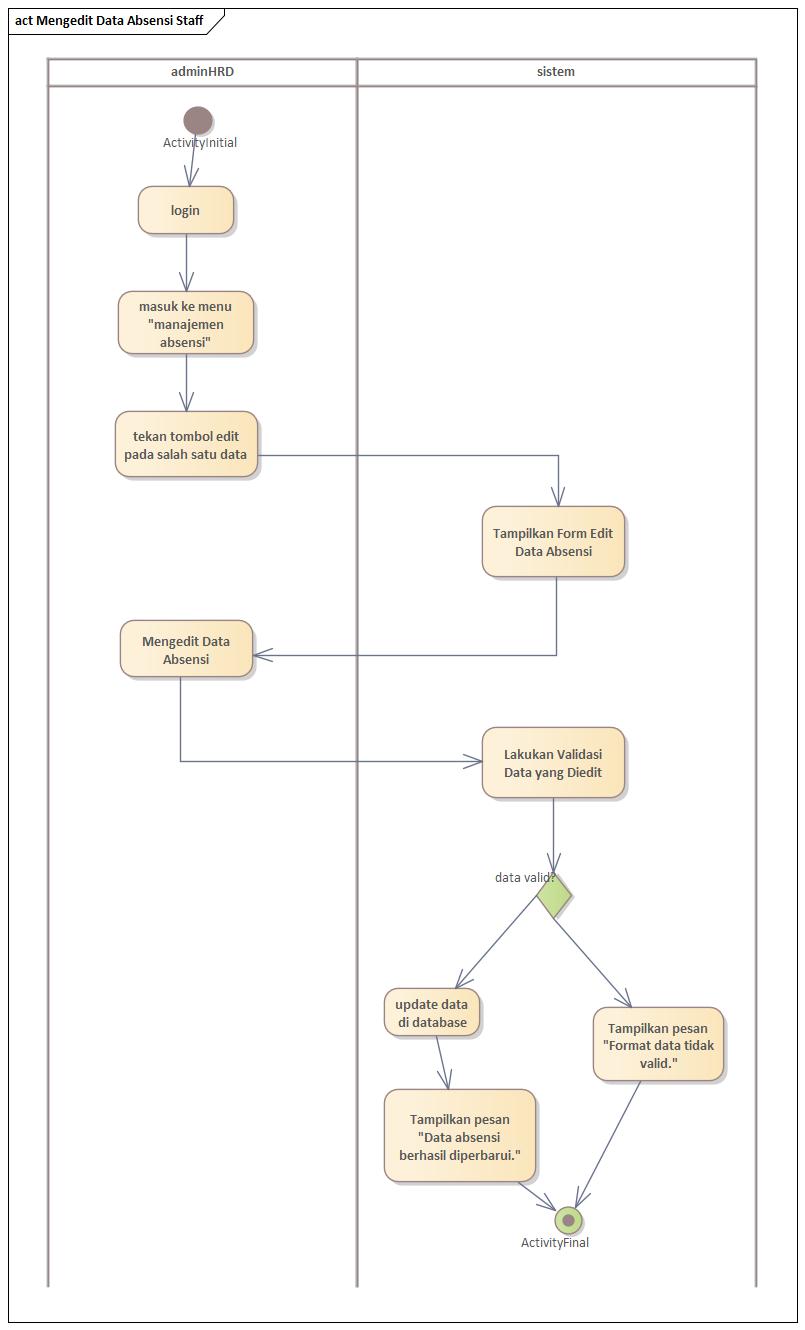 act Mengedit Data Absensi Staff
adminHRD
sistem
ActivityInitial
login
masuk ke menu
"manajemen
absensi"
tekan tombol edit
pada salah satu data
Tampilkan Form Edit
Data Absensi
Mengedit Data
Absensi
Lakukan Validasi
Data yang Diedit
data valid?
update data
di database
Tampilkan pesan
"Format data tidak
valid."
Tampilkan pesan
"Data absensi
berhasil diperbarui."
ActivityFinal